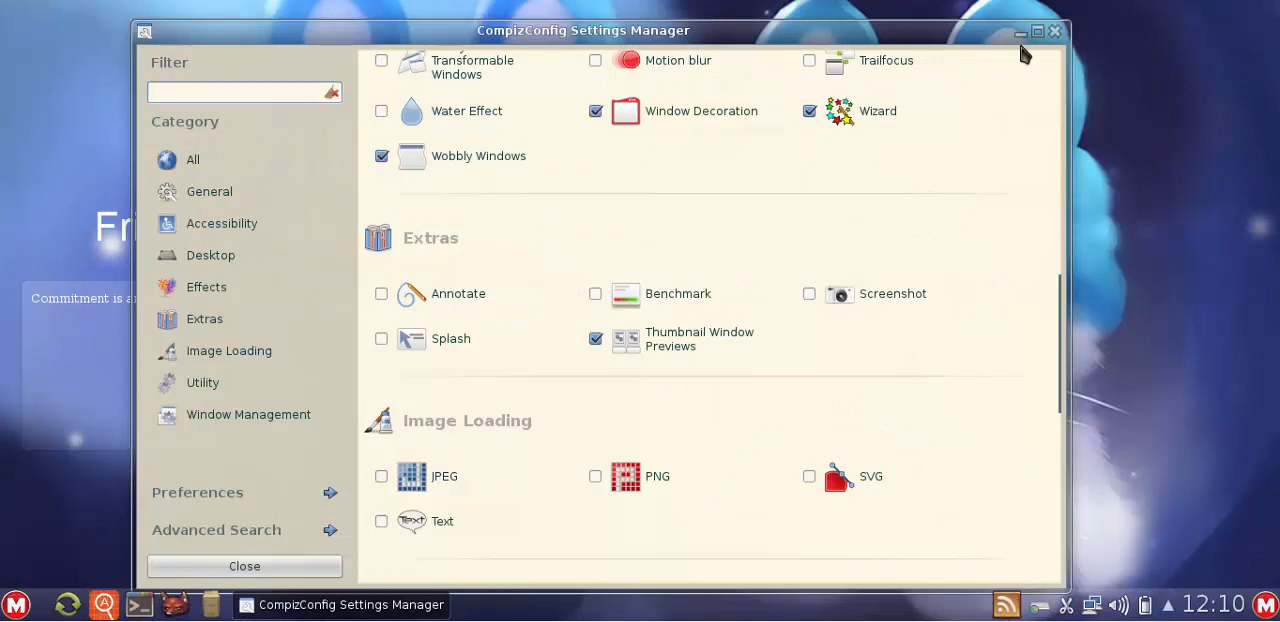 CompizConfig Settings Manager
Filter
Category
All
General
Accessibility
Desktop
Effects
Extras
Image Loading
Utility
Window Management
Preferences
Advanced Search
Close
Transformable
Windows
Motion blur
Trailfocus
Water Effect
Window Decoration
Wizard
Wobbly Windows
Extras
Annotate
Benchmark
Screenshot
Splash
Thumbnail Window
Previews
Image Loading
JPEG
PNG
SVG
Text
Text
Commitment is
M
A
CompizConfig Settings Manager
12:10
M